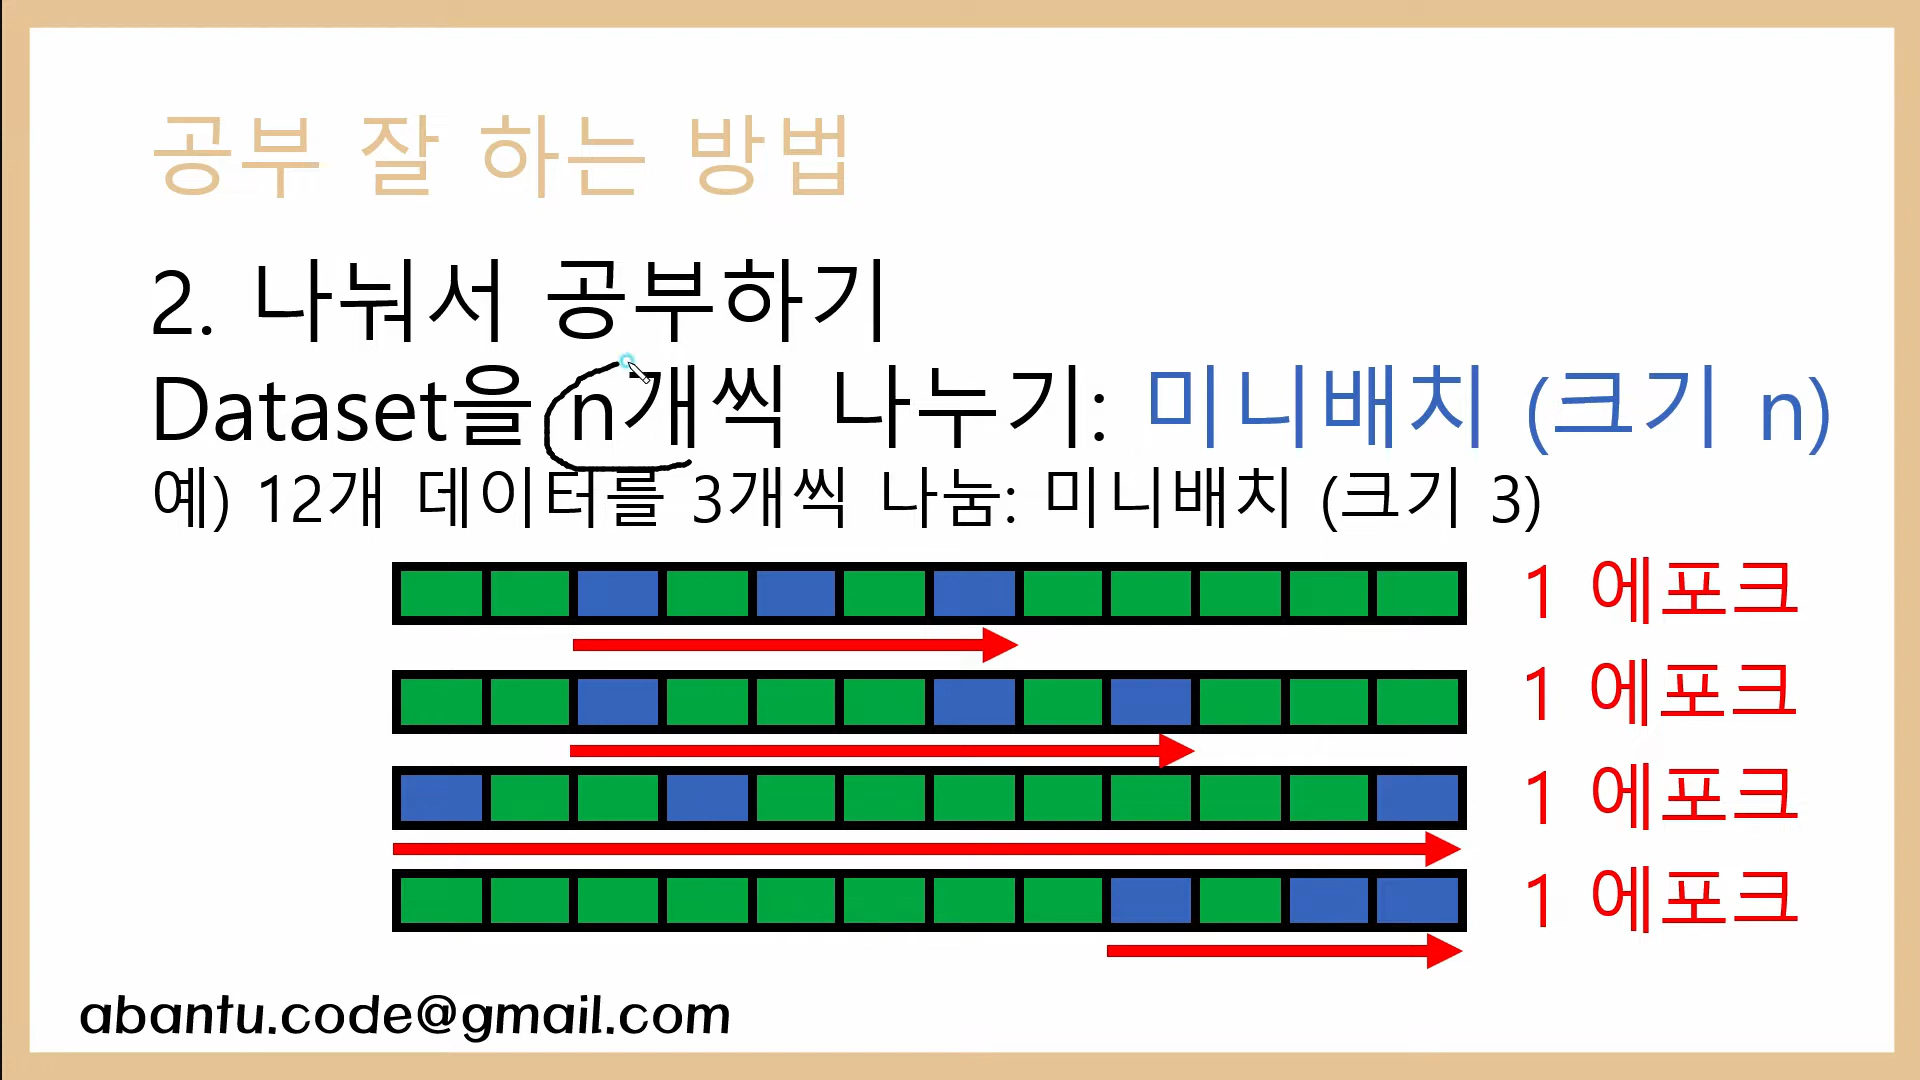 공부 잘 하는 방법
2. 나눠서 공부하기
Dataset을 n개씩 나누기: 미니배치 (크기 n)
예) 12개 데이터를 3개씩 나눔: 미니배치 (크기 3)
1 에포크
1 에포크
1 에포크
1 에포크
abantu.code@gmail.com